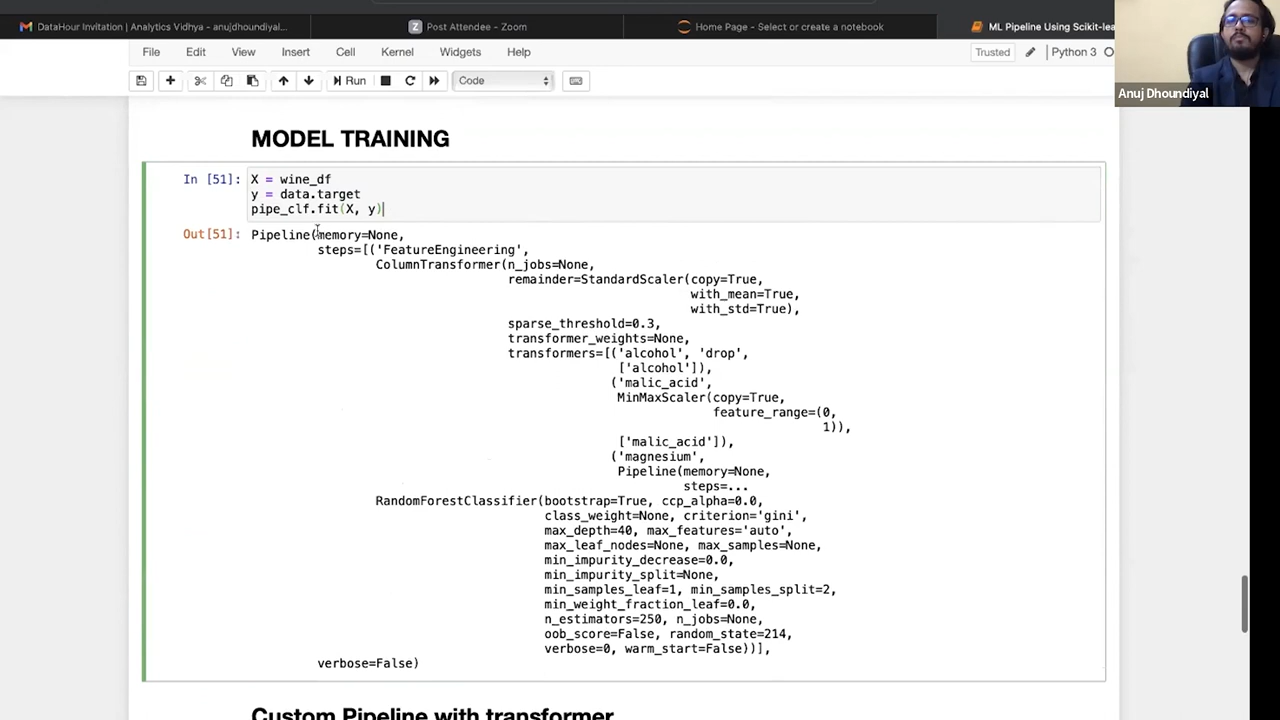 DataHour Invitation | Analytics Vidhya - anujdhoundiyal...
Post Attendee - Zoom
Home Page - Select or create a notebook
ML Pipeline Using Scikit-lea
File Edit View Insert Cell Kernel Widgets Help
Trusted
Python 3
Run
Code
Anuj Dhoundiyal
MODEL TRAINING
In [51]: X = wine_df
y = data.target
pipe_clf.fit(X, y)
Out[51]: Pipeline(memory=None,
steps=[('FeatureEngineering',
ColumnTransformer(n_jobs=None,
remainder=StandardScaler(copy=True,
with_mean=True,
with_std=True),
sparse_threshold=0.3,
transformer_weights=None,
transformers=[('alcohol', 'drop',
['alcohol']),
('malic_acid',
MinMaxScaler(copy=True,
feature_range=(0,
1)),
['malic_acid']),
('magnesium',
Pipeline(memory=None,
steps=...
RandomForestClassifier(bootstrap=True, ccp_alpha=0.0,
class_weight=None, criterion='gini',
max_depth=40, max_features='auto',
max_leaf_nodes=None, max_samples=None,
min_impurity_decrease=0.0,
min_impurity_split=None,
min_samples_leaf=1, min_samples_split=2,
min_weight_fraction_leaf=0.0,
n_estimators=250, n_jobs=None,
oob_score=False, random_state=214,
verbose=0, warm_start=False))],
verbose=False)
Custom Pipeline with transformer